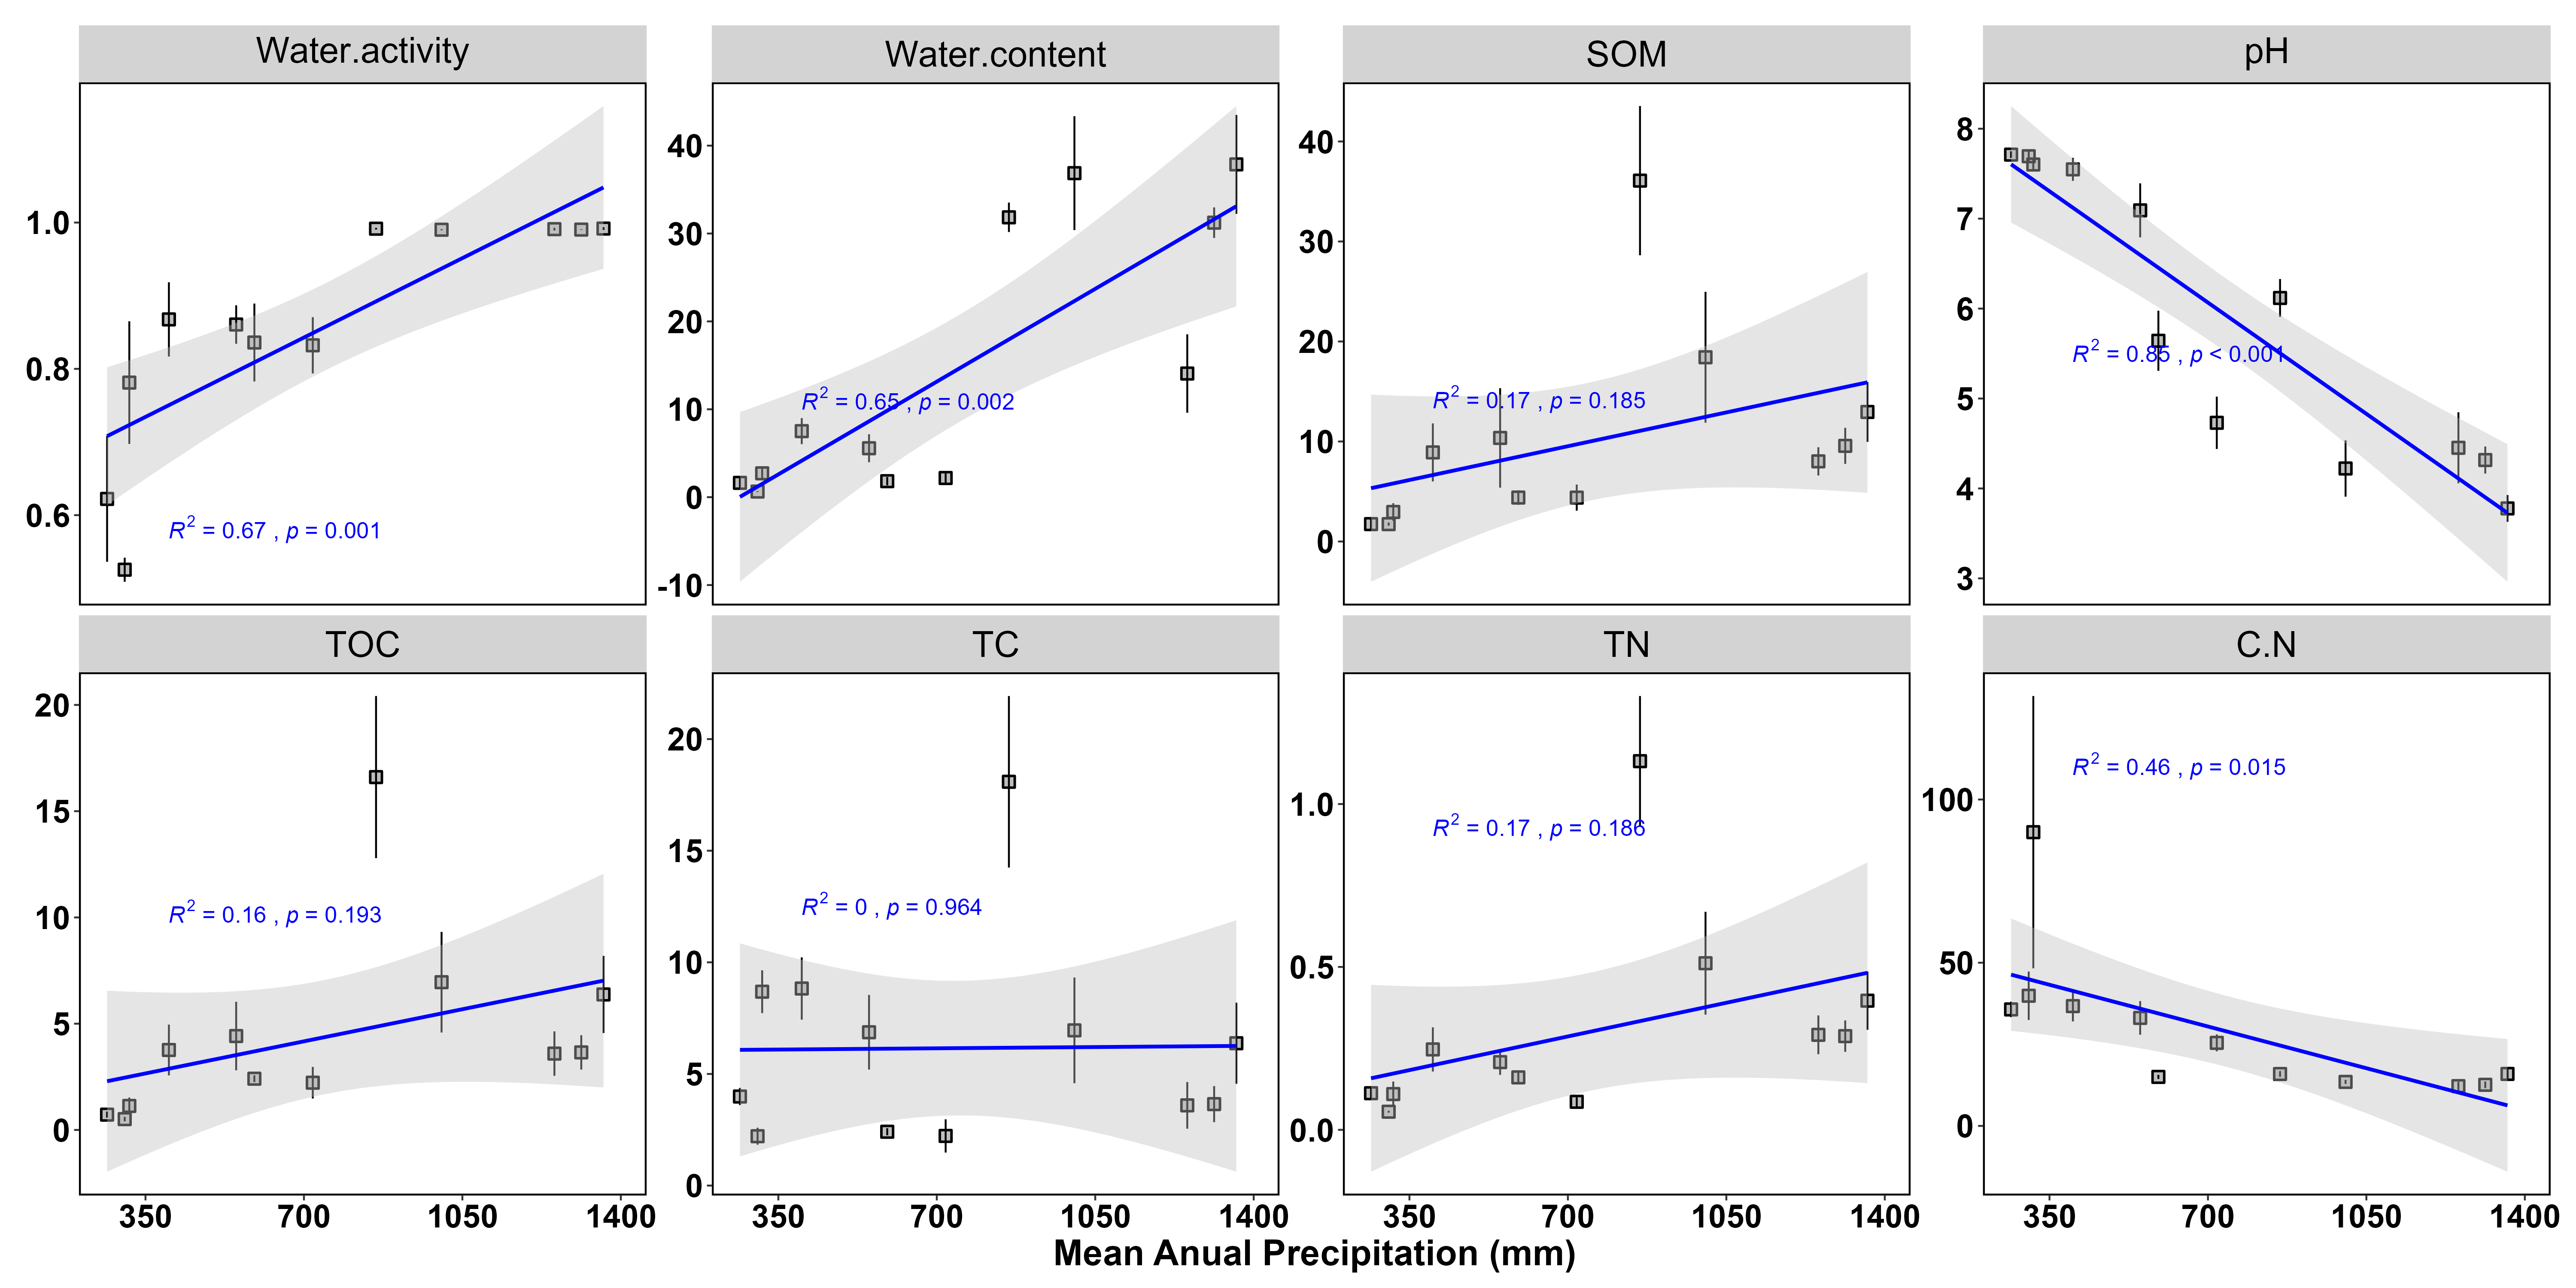 Water.activity
Water.content
SOM
pH
1.0
0.8
0.6
R2 = 0.67 , p = 0.001
40
30
20
10
0
-10
R2 = 0.65 , p = 0.002
40
30
20
10
0
R2 = 0.17 , p = 0.185
8
7
6
5
4
3
R2 = 0.85 , p < 0.001
TOC
TC
TN
C.N
20
15
10
5
0
R2 = 0.16 , p = 0.193
20
15
10
5
0
R2 = 0 , p = 0.964
1.0
0.5
0.0
R2 = 0.17 , p = 0.186
100
50
0
R2 = 0.46 , p = 0.015
350 700 1050 1400
350 700 1050 1400
350 700 1050 1400
350 700 1050 1400
Mean Anual Precipitation (mm)